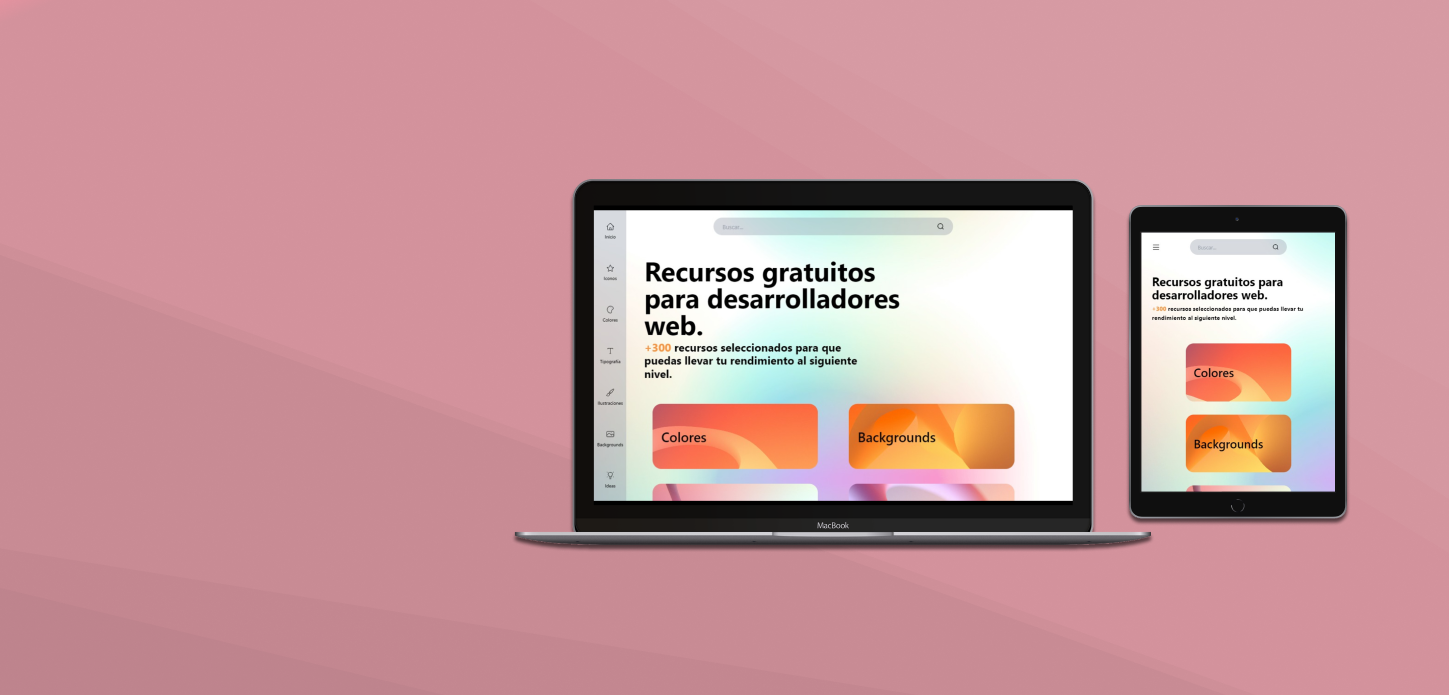 Buscar...
Inicio
Iconos
Colores
Tipografia
Ilustraciones
Backgrounds
Ideas
Recursos gratuitos
para desarrolladores
web.
+300 recursos seleccionados para que
puedas llevar tu rendimiento al siguiente
nivel.
Colores
Backgrounds
MacBook
Buscar...
Recursos gratuitos para
desarrolladores web.
+300 recursos seleccionados para que puedas llevar tu
rendimiento al siguiente nivel.
Colores
Backgrounds